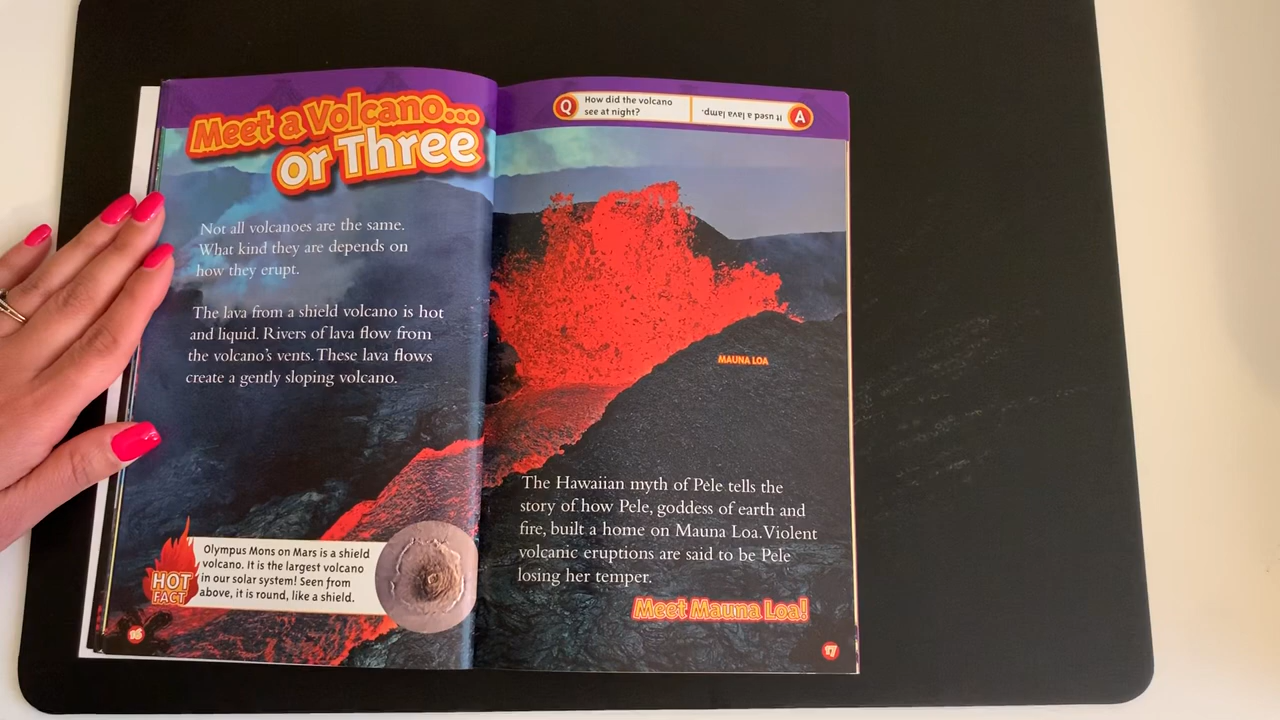 Meet a Volcano...
or Three
Not all volcanoes are the same.
What kind they are depends on
how they erupt.
The lava from a shield volcano is hot
and liquid. Rivers of lava flow from
the volcano's vents. These lava flows
create a gently sloping volcano.
HOT
FACT
Olympus Mons on Mars is a shield
volcano. It is the largest volcano
in our solar system! Seen from
above, it is round, like a shield.
16
Q
How did the volcano
see at night?
It used a lava lamp.
A
MAUNA LOA
The Hawaiian myth of Pele tells the
story of how Pele, goddess of earth and
fire, built a home on Mauna Loa. Violent
volcanic eruptions are said to be Pele
losing her temper.
Meet Mauna Loa!
17